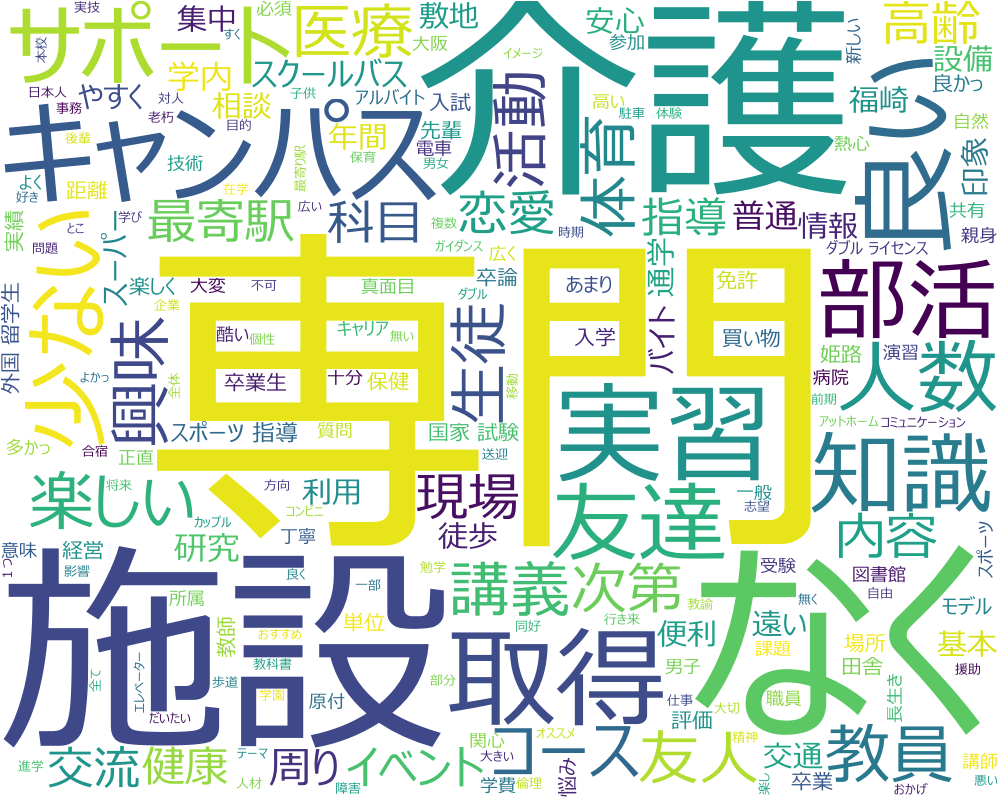 実技
すく
必須
集中
本校
サポート
医療
敷地
大阪
安心
参加
イメージ
介護
新しい
高齢
設備
学内
スクールバス
日本人
事務
やすく
対人
老朽
相談
子供
アルバイト
入試
高い
駐車
体験
福崎
良かっ
後輩
目的
年間
先輩
電車
活動
良い
自然
キャンパス
技術
保育
男女
体育
熱心
印象
よく
好き
距離
在学
最寄り駅
広い
恋愛
複数
時期
指導
普通
情報
共有
親身
実績
学び
最寄駅
科目
問題
とこ
スーパー
ガイダンス
広く
卒論
通学
ダブル ライセンス
少ない
楽しく
大変
不可
真面目
ダブル
あまり
免許
部活
外国 留学生
企業
専門
興味
酷い
個性
キャリア
無い
生徒
入学
バイト
買い物
姫路
演習
人数
よかっ
全体
卒業生
十分
保健
移動
実習
病院
前期
多かっ
合宿
スポーツ 指導
質問
国家 試験
アットホーム
コミュニケーション
正直
送迎
知識
楽しい
将来
方向
コンビニ
利用
現場
友達
一般
志望
カップル
丁寧
徒歩
内容
スポーツ
1つ
意味
経営
影響
研究
良く
一部
勉学
講義
次第
教諭
なく
受験
図書館
自由
無く
施設
所属
単位
取得
同好
行き来
便利
遠い
モデル
教師
おすすめ
教科書
男子
場所
課題
田舎
基本
援助
全て
エレベーター
歩道
学園
原付
部分
仕事
大切
職員
長生き
だいたい
評価
進学
交流
健康
テーマ
人材
周り
障害
イベント
関心
大きい
学費
倫理
コース
オススメ
悩み
友人
精神
楽し
交通
卒業
教員
おかげ
講師
悪い